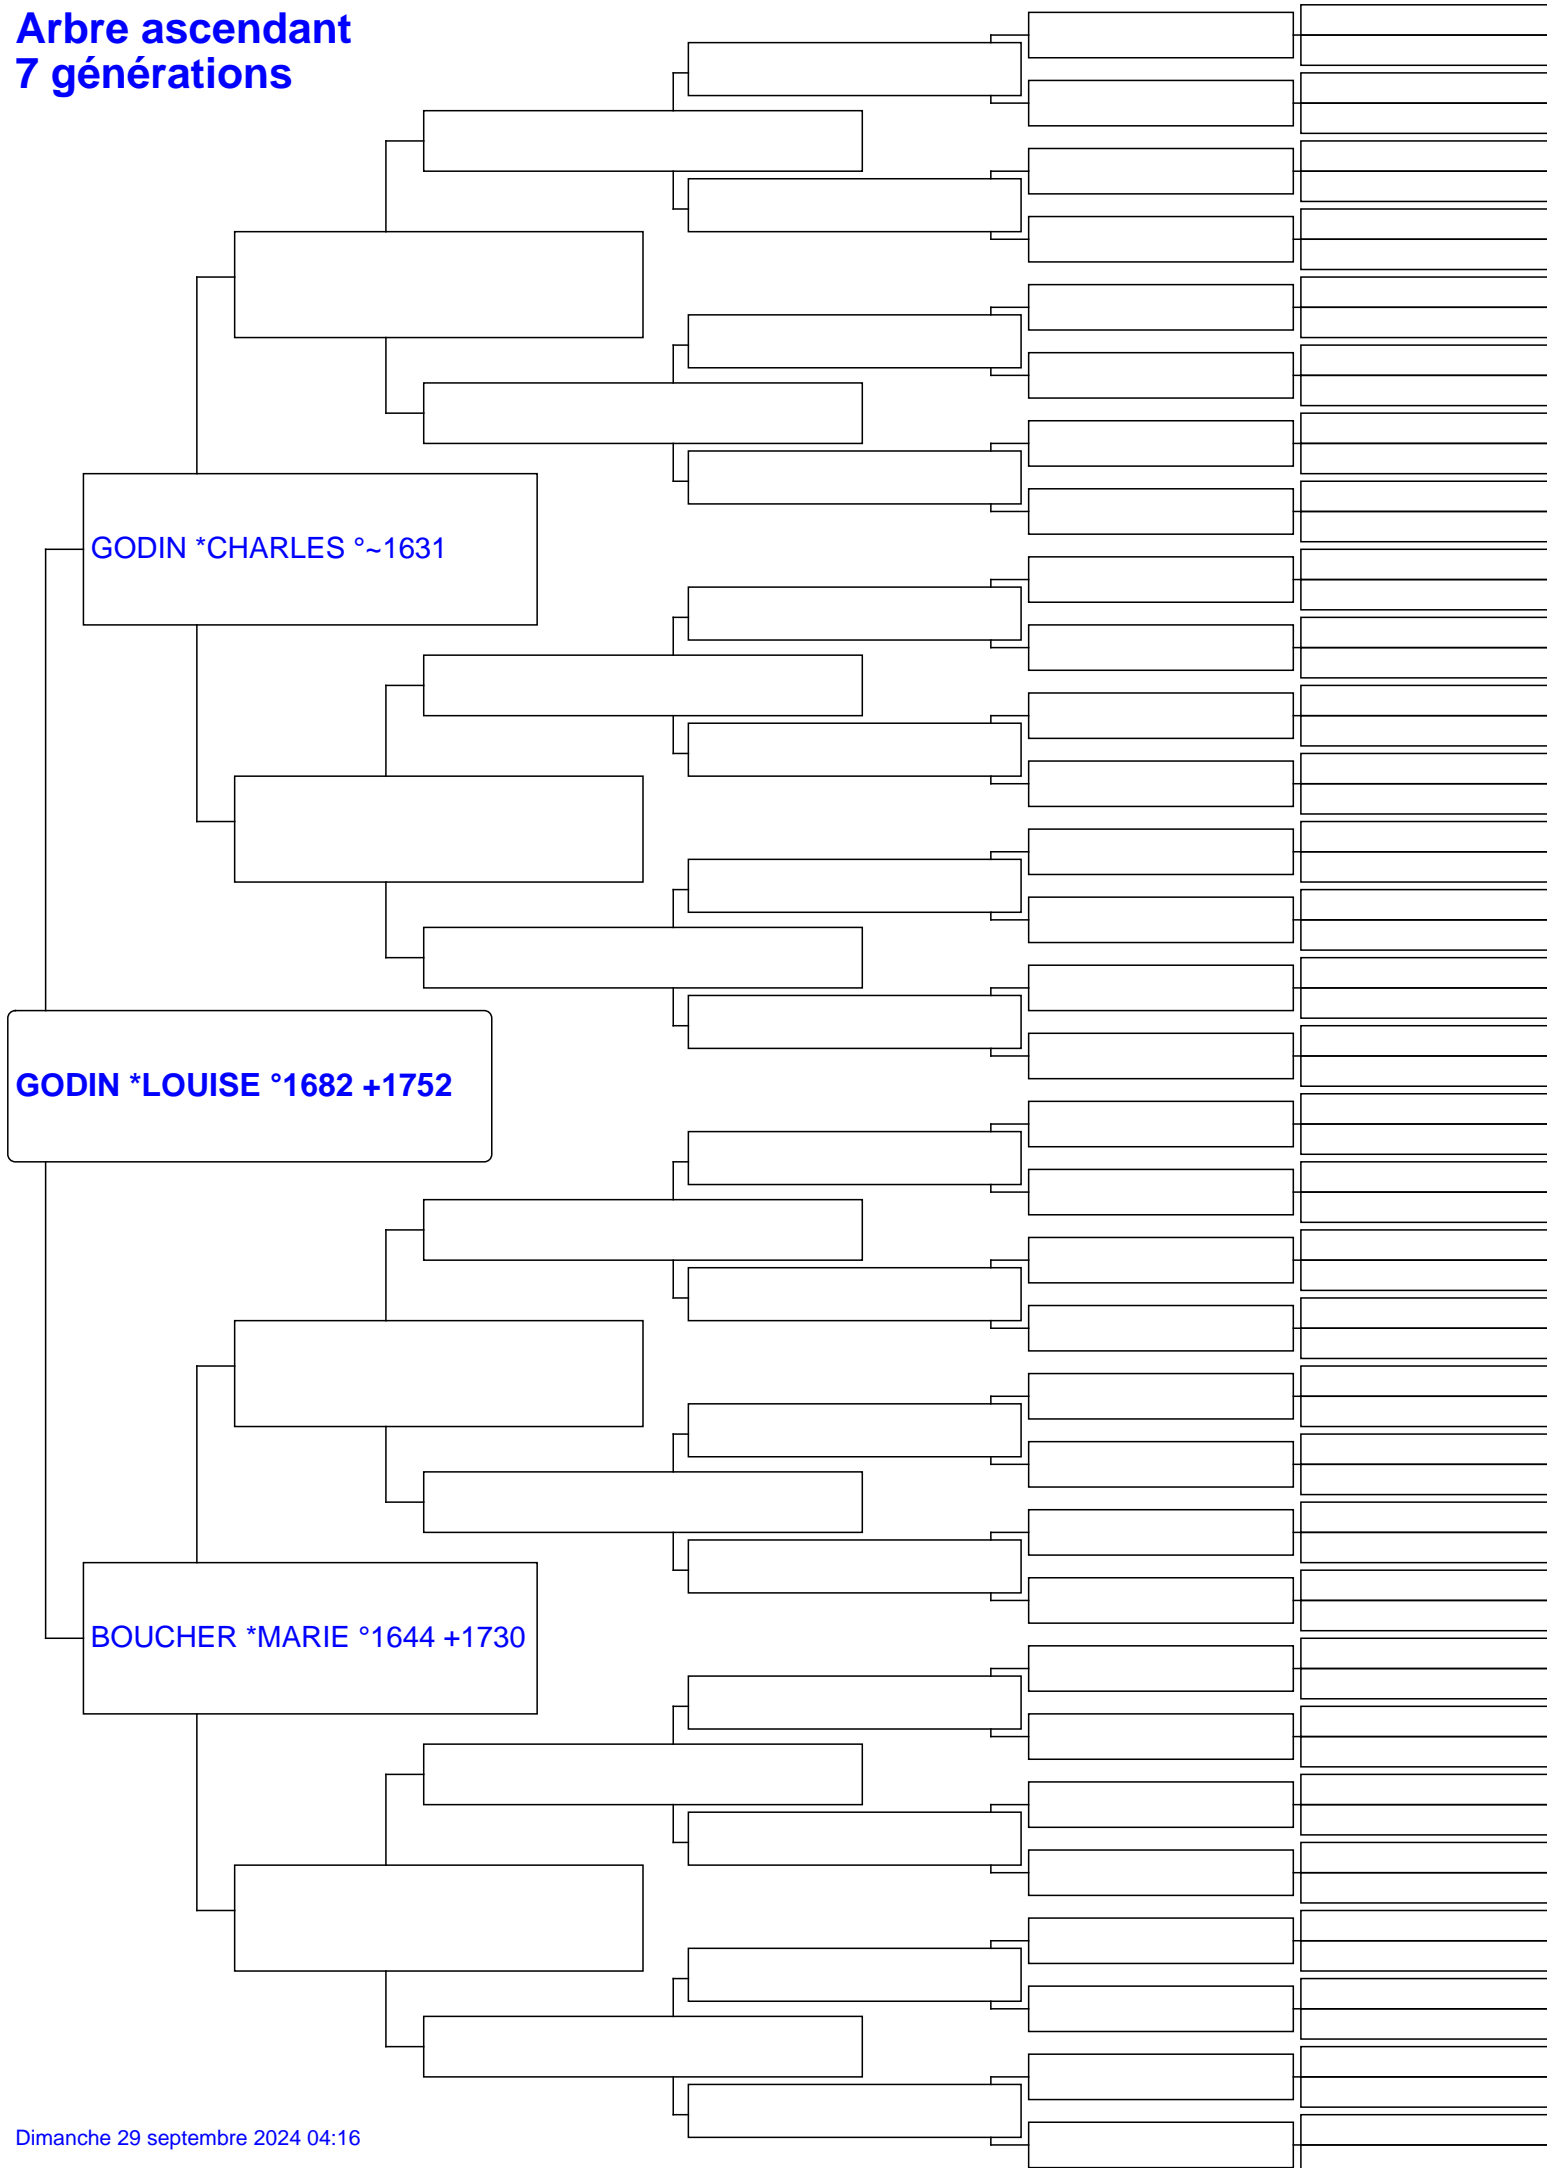 Arbre ascendant
7 générations
GODIN *CHARLES °~1631
GODIN *LOUISE °1682 +1752
BOUCHER *MARIE °1644 +1730
Dimanche 29 septembre 2024 04:16